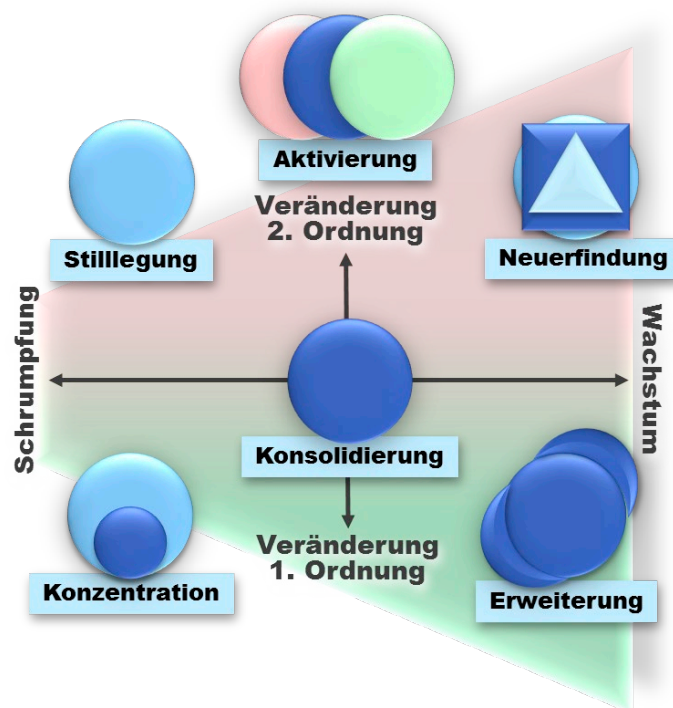 Aktivierung
Veränderung
2. Ordnung
Stilllegung
Neuerfindung
Schrumpfung
Wachstum
Konsolidierung
Veränderung
1. Ordnung
Konzentration
Erweiterung